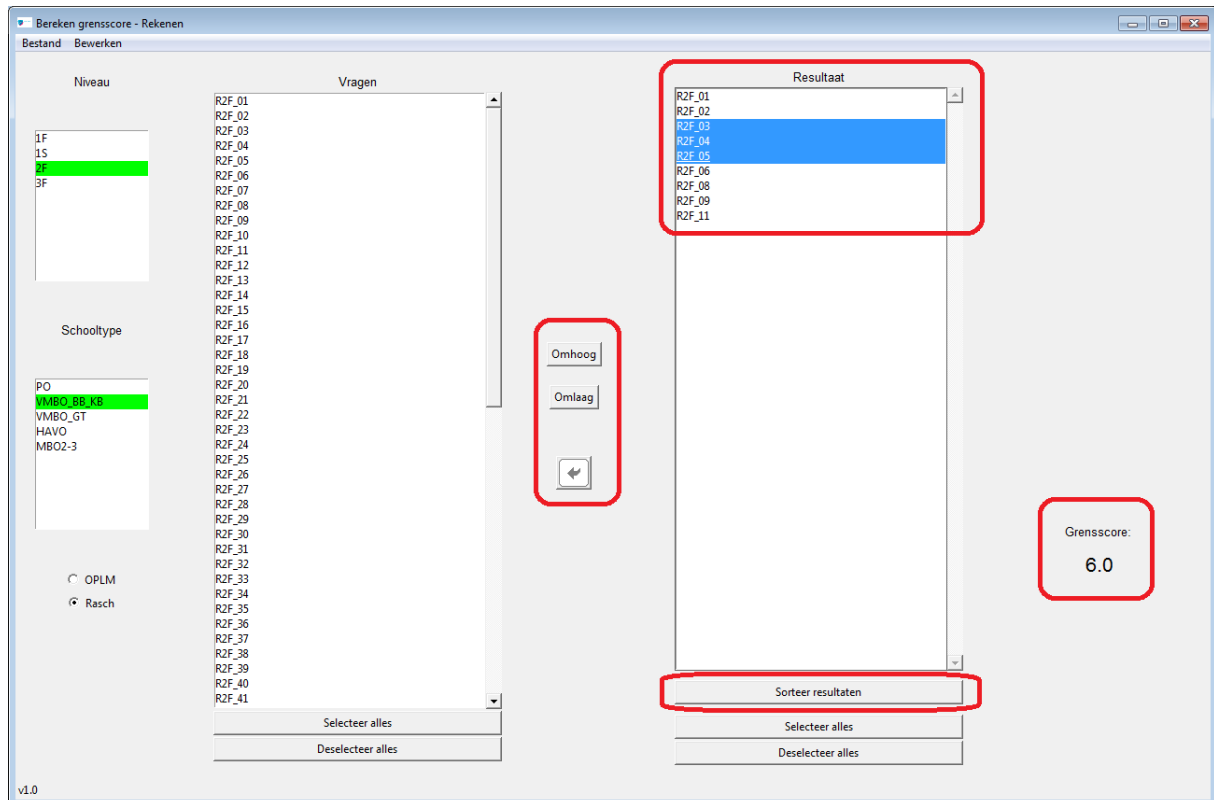 Bereken grensscore - Rekenen
Bestand Bewerken
Niveau
1F
1S
2F
3F
Schooltype
PO
VMBO_BB_KB
VMBO_GT
HAVO
MBO2-3
OPLM
Rasch
Vragen
R2F_01
R2F_02
R2F_03
R2F_04
R2F_05
R2F_06
R2F_07
R2F_08
R2F_09
R2F_10
R2F_11
R2F_12
R2F_13
R2F_14
R2F_15
R2F_16
R2F_17
R2F_18
R2F_19
R2F_20
R2F_21
R2F_22
R2F_23
R2F_24
R2F_25
R2F_26
R2F_27
R2F_28
R2F_29
R2F_30
R2F_31
R2F_32
R2F_33
R2F_34
R2F_35
R2F_36
R2F_37
R2F_38
R2F_39
R2F_40
R2F_41
Selecteer alles
Deselecteer alles
Omhoog
Omlaag
Resultaat
R2F_01
R2F_02
R2F_03
R2F_04
R2F_05
R2F_06
R2F_08
R2F_09
R2F_11
Sorteer resultaten
Selecteer alles
Deselecteer alles
Grensscore:
6.0
v1.0